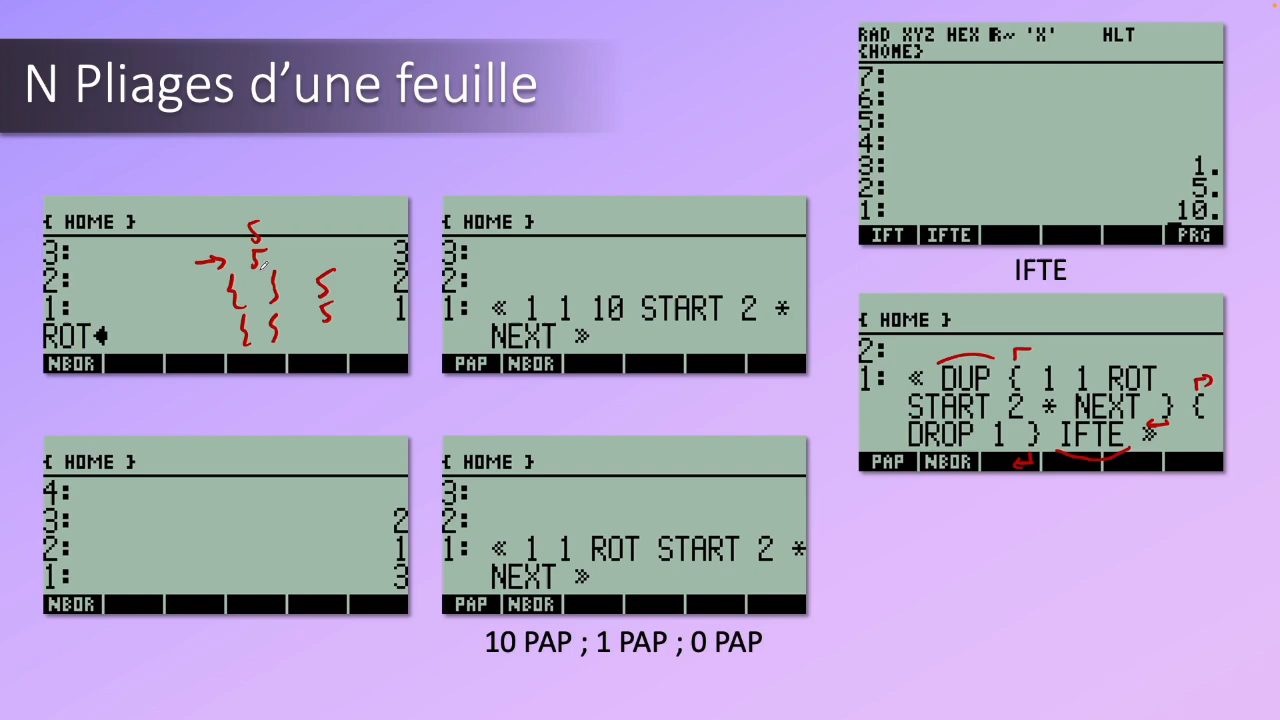 N Pliages d’une feuille
{ HOME }
3: 3
2: 2
1: 1
ROT◆
NBOR
{ HOME }
3:
2:
1: « 1 1 10 START 2 *
NEXT »
PAP NBOR
{ HOME }
4:
3: 2
2: 1
1: 3
NBOR
{ HOME }
3:
2:
1: « 1 1 ROT START 2 *
NEXT »
PAP NBOR
10 PAP ; 1 PAP ; 0 PAP
RAD XYZ HEX R~ 'X' HLT
{HOME}
7:
6:
5:
4:
3: 1.
2: 5.
1: 10.
IFT IFTE PRG
IFTE
{ HOME }
2:
1: « DUP { 1 1 ROT
START 2 * NEXT } {
DROP 1 } IFTE »
PAP NBOR